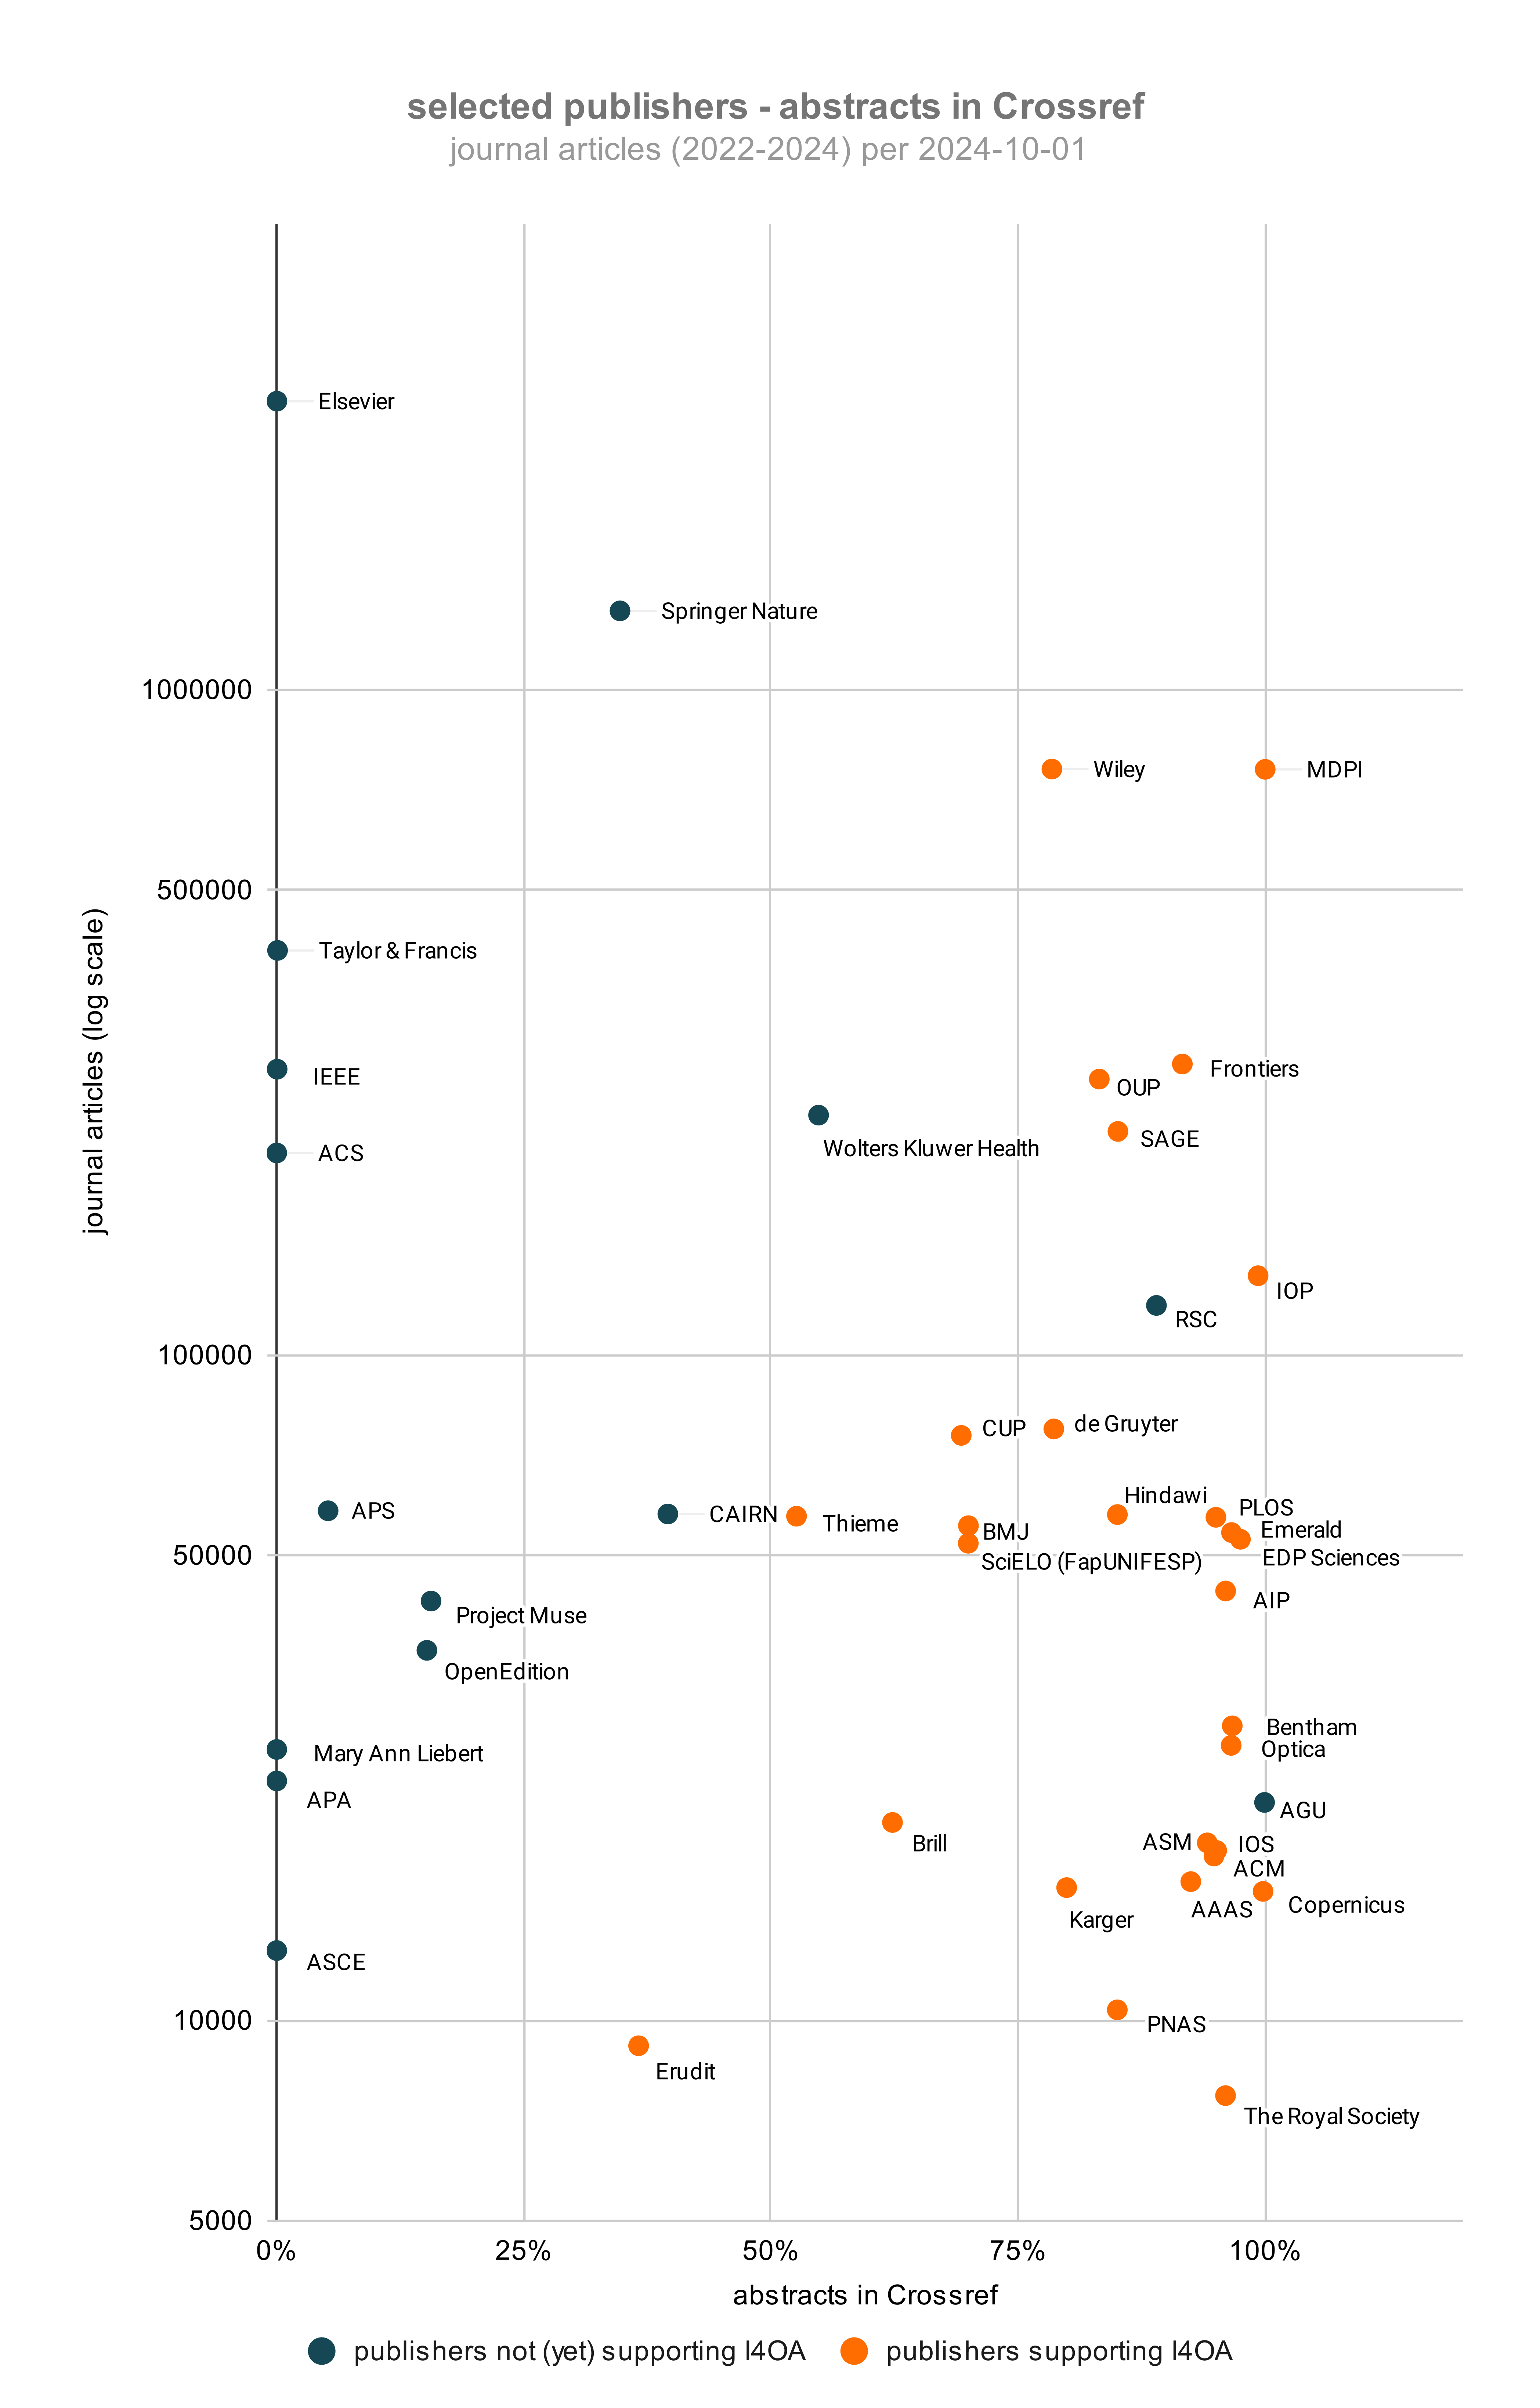 selected publishers - abstracts in Crossref
journal articles (2022-2024) per 2024-10-01
journal articles (log scale)
Elsevier
Springer Nature
1000000
Wiley
MDPI
500000
Taylor & Francis
IEEE
Frontiers
OUP
SAGE
Wolters Kluwer Health
ACS
IOP
RSC
100000
CUP
de Gruyter
Hindawi
PLOS
APS
CAIRN
Thieme
BMJ
Emerald
50000
EDP Sciences
SciELO (FapUNIFESP)
AIP
Project Muse
OpenEdition
Bentham
Optica
Mary Ann Liebert
APA
AGU
Brill
ASM
IOS
ACM
AAAS
Copernicus
Karger
ASCE
10000
PNAS
Erudit
The Royal Society
5000
0%
25%
50%
75%
100%
abstracts in Crossref
publishers not (yet) supporting I4OA
publishers supporting I4OA